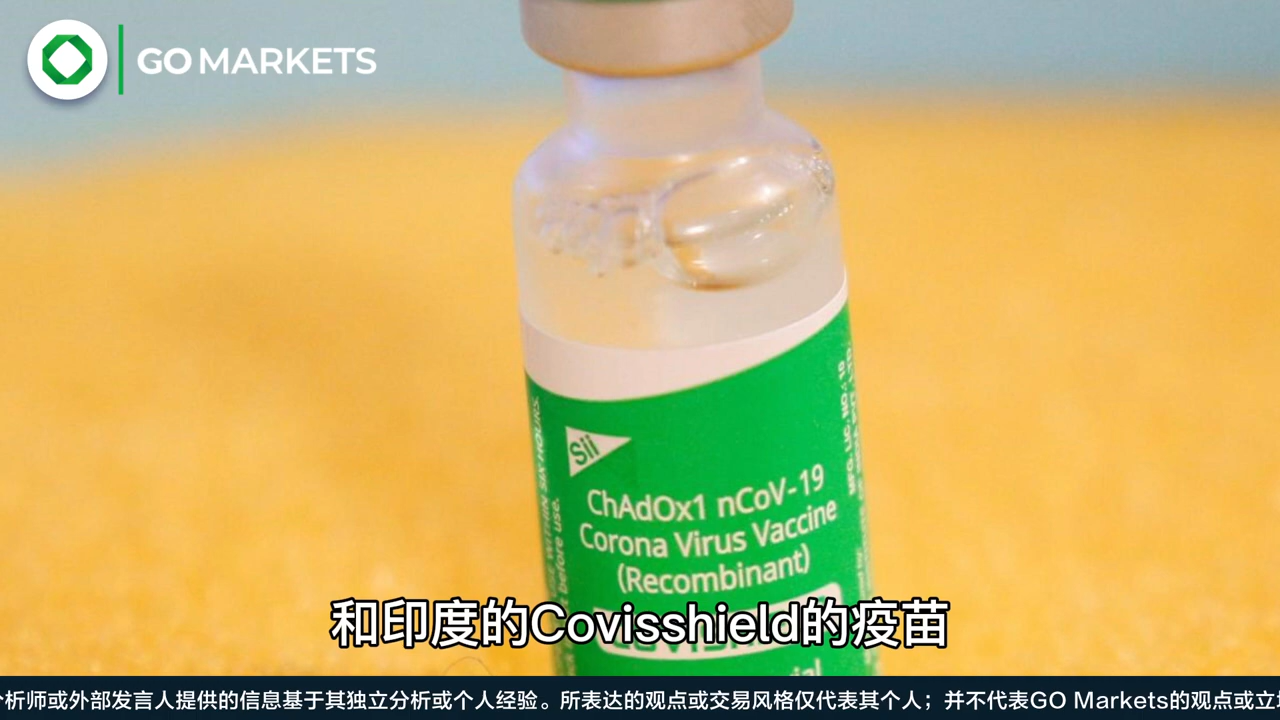 GO MARKETS
Sii
ChAdOx1 nCoV-19
Corona Virus Vaccine
(Recombinant)
before use.
和印度的Covisshield的疫苗
析师或外部发言人提供的信息基于其独立分析或个人经验。所表达的观点或交易风格仅代表其个人；并不代表GO Markets的观点或立